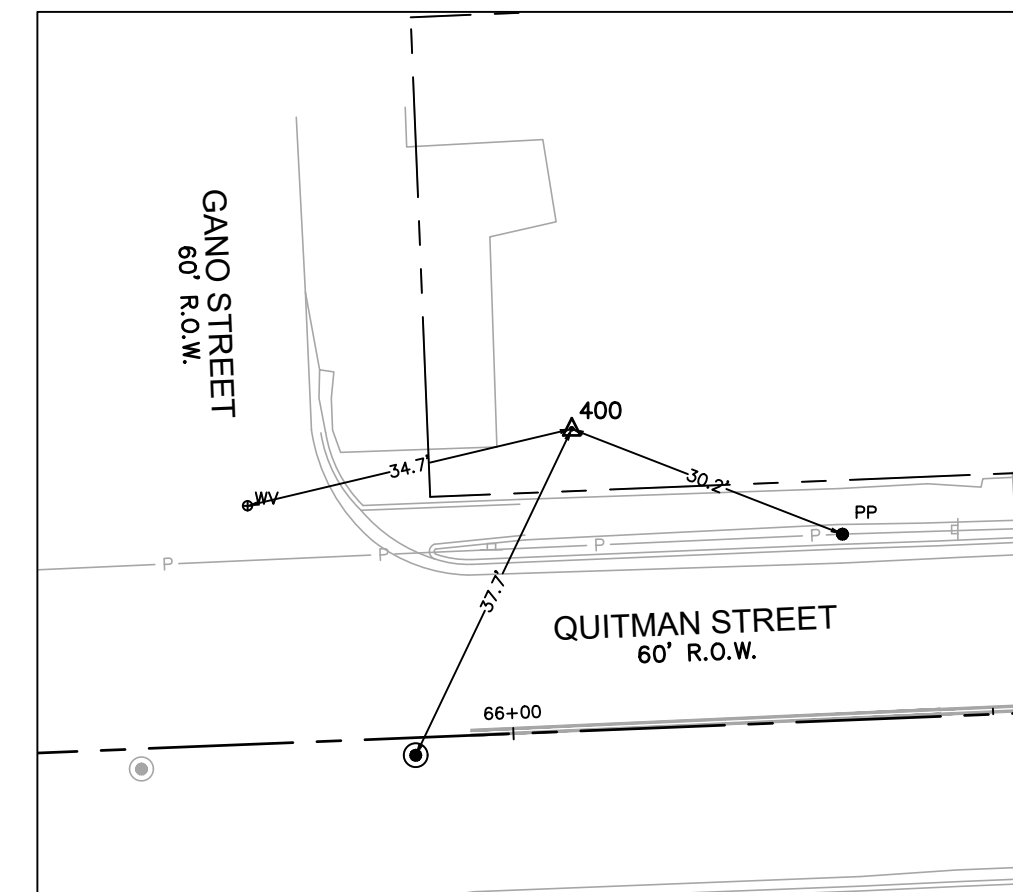 GANO STREET
60' R.O.W.
400
34.7'
30.2'
WV
PP
P
P
P
P
37.7'
QUITMAN STREET
60' R.O.W.
66+00